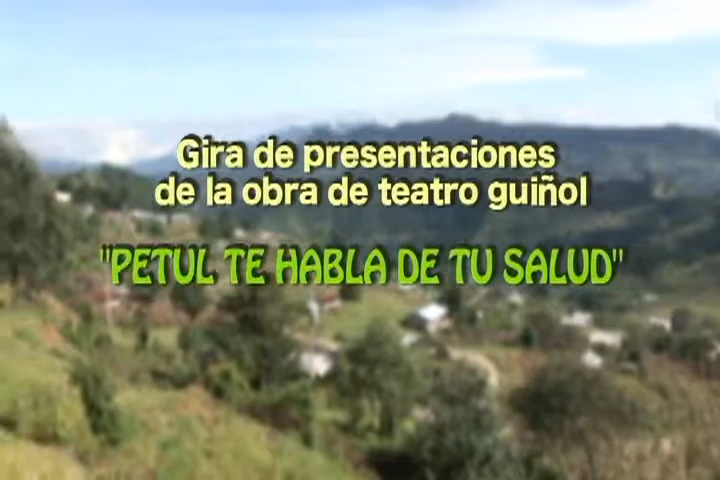 Gira de presentaciones
de la obra de teatro guiñol
"PETUL TE HABLA DE TU SALUD"